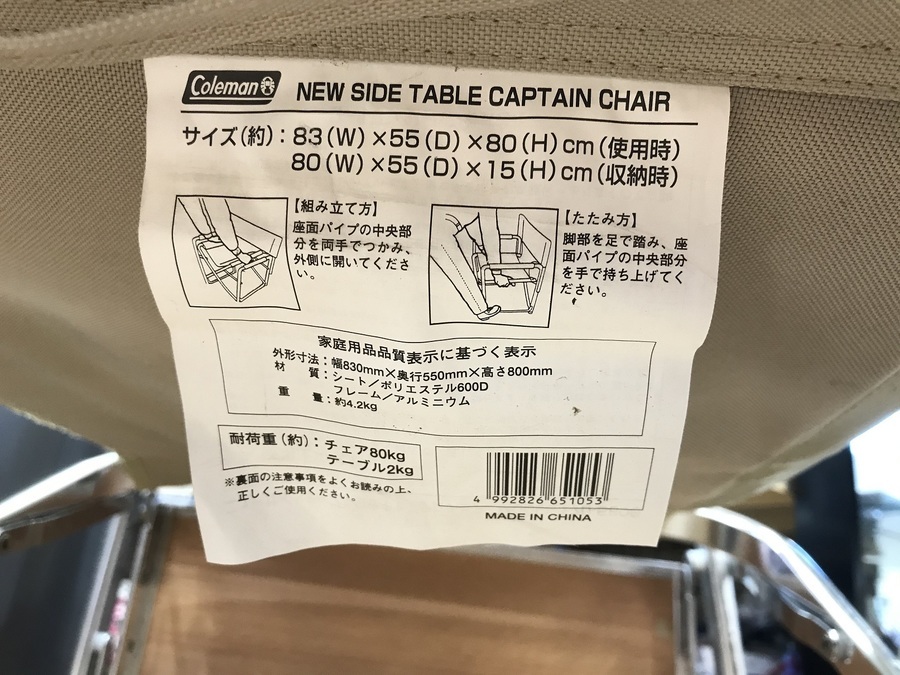 Coleman NEW SIDE TABLE CAPTAIN CHAIR
サイズ(約)：83(W)×55(D)×80(H)cm(使用時)
80(W)×55(D)×15(H)cm(収納時)
【組み立て方】
座面パイプの中央部
分を両手でつかみ、
外側に開いてくださ
い。
【たたみ方】
脚部を足で踏み、座
面パイプの中央部分
を手で持ち上げてく
ださい。
家庭用品品質表示に基づく表示
外形寸法：幅830mm×奥行550mm×高さ800mm
材 質：シート／ポリエステル600D
フレーム／アルミニウム
重 量：約4.2kg
耐荷重(約)：チェア80kg
テーブル2kg
※裏面の注意事項をよくお読みの上、
正しくご使用ください。
4 992826 651053
MADE IN CHINA